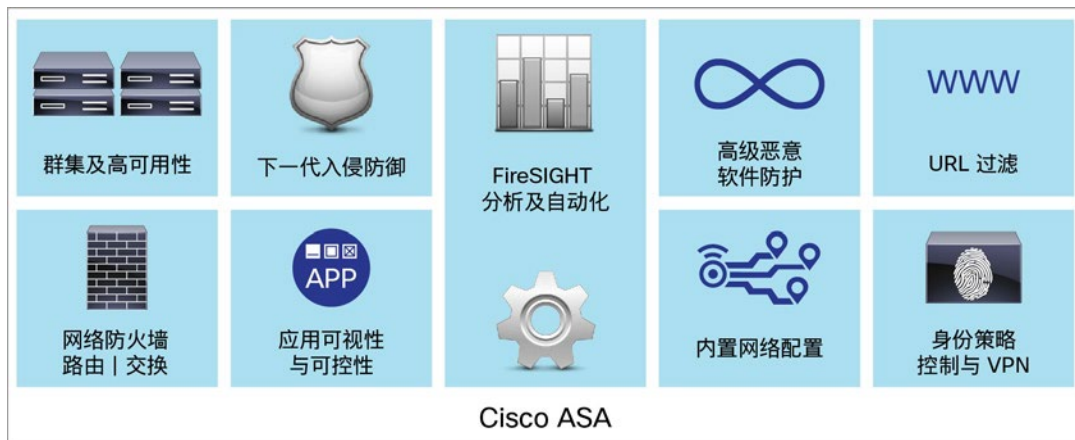 群集及高可用性
下一代入侵防御
FireSIGHT
分析及自动化
高级恶意
软件防护
WWW
URL 过滤
网络防火墙
路由 | 交换
APP
应用可视性
与可控性
内置网络配置
身份策略
控制与 VPN
Cisco ASA